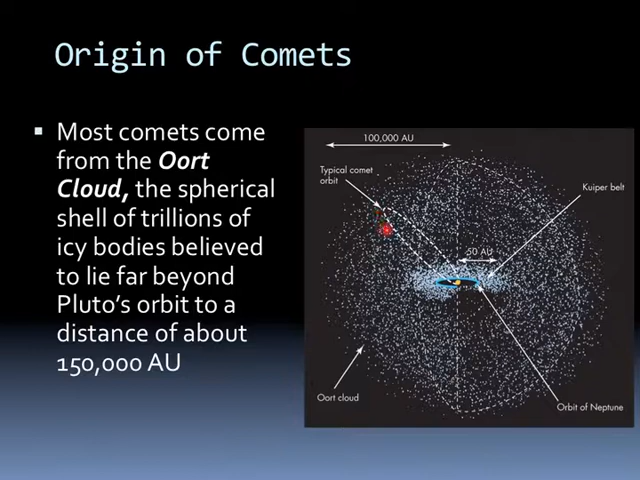 Origin of Comets
Most comets come
from the Oort
Cloud, the spherical
shell of trillions of
icy bodies believed
to lie far beyond
Pluto’s orbit to a
distance of about
150,000 AU
100,000 AU
Typical comet
orbit
Kuiper belt
50 AU
Oort cloud
Orbit of Neptune